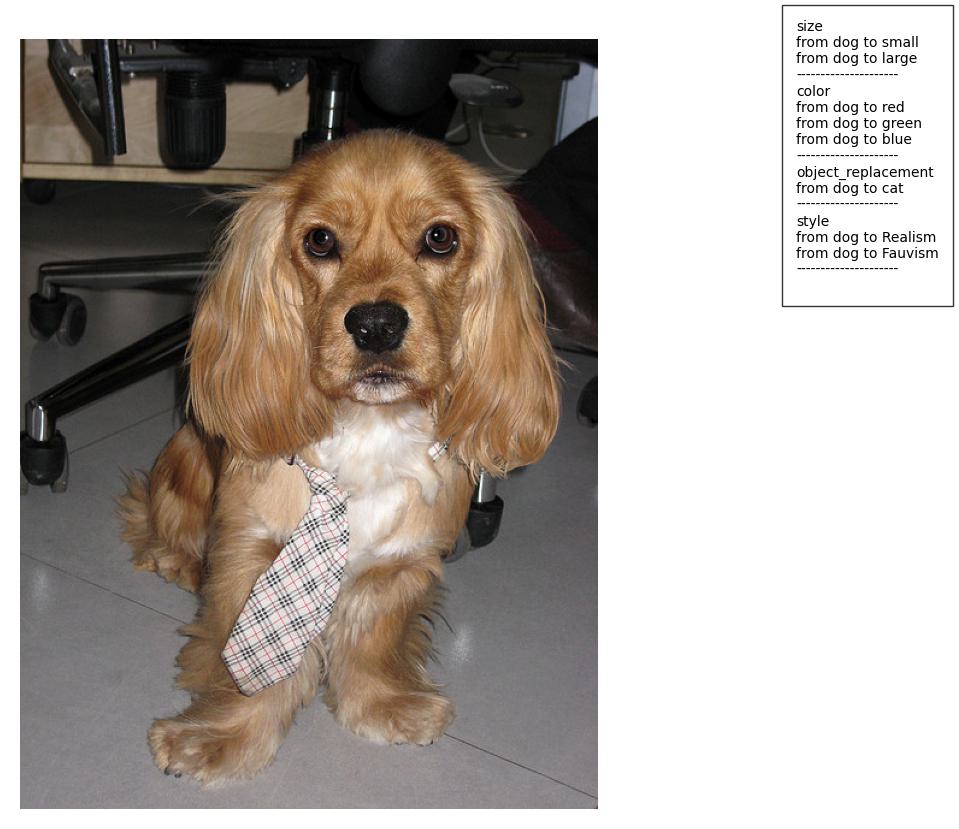 size
from dog to small
from dog to large
---------------------
color
from dog to red
from dog to green
from dog to blue
---------------------
object_replacement
from dog to cat
---------------------
style
from dog to Realism
from dog to Fauvism
---------------------